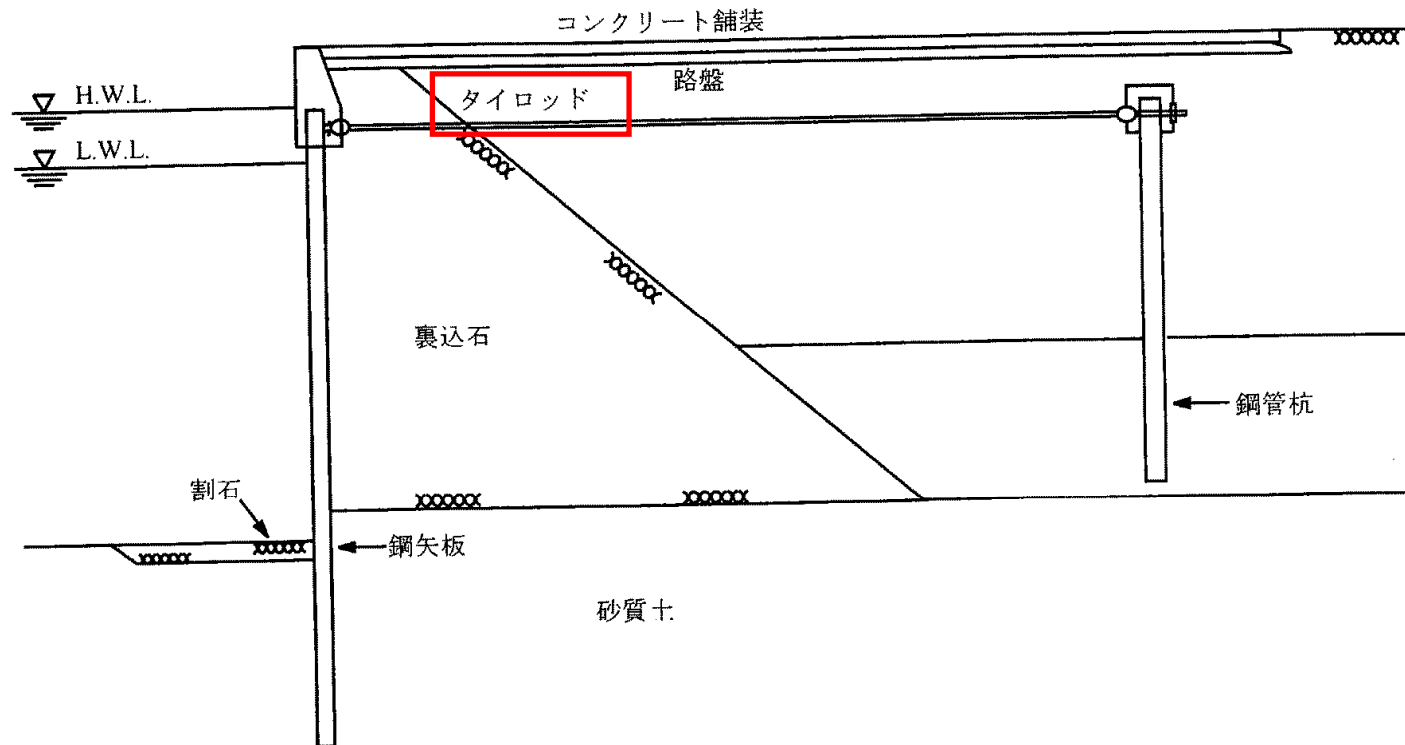 コンクリート舗装
H.W.L.
タイロッド
路盤
L.W.L.
裏込石
鋼管杭
割石
鋼矢板
砂質土